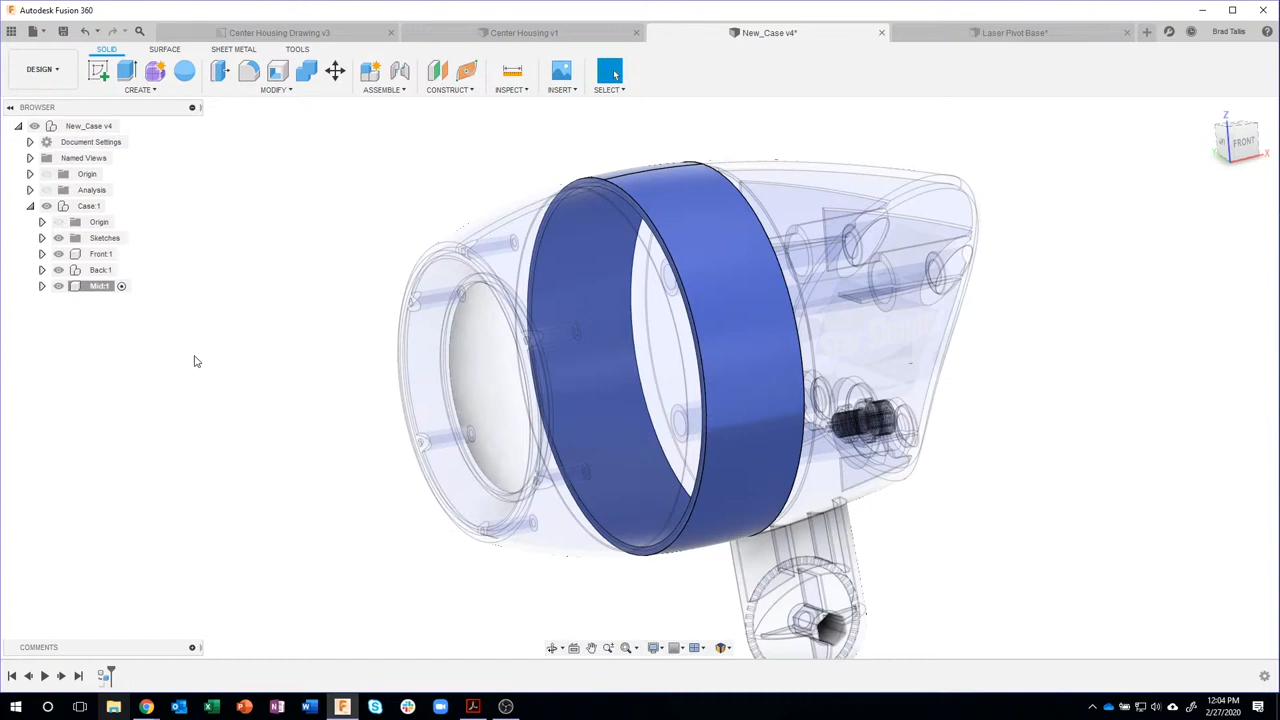 Autodesk Fusion 360
Center Housing Drawing v3
Center Housing v1
New_Case v4*
Laser Pivot Base*
Brad Tallis
DESIGN
SOLID
SURFACE
SHEET METAL
TOOLS
CREATE
MODIFY
ASSEMBLE
CONSTRUCT
INSPECT
INSERT
SELECT
BROWSER
New_Case v4
Document Settings
Named Views
Origin
Analysis
Case:1
Origin
Sketches
Front:1
Back:1
Mid:1
Z
FRONT
X
Y
COMMENTS
12:04 PM
2/27/2020